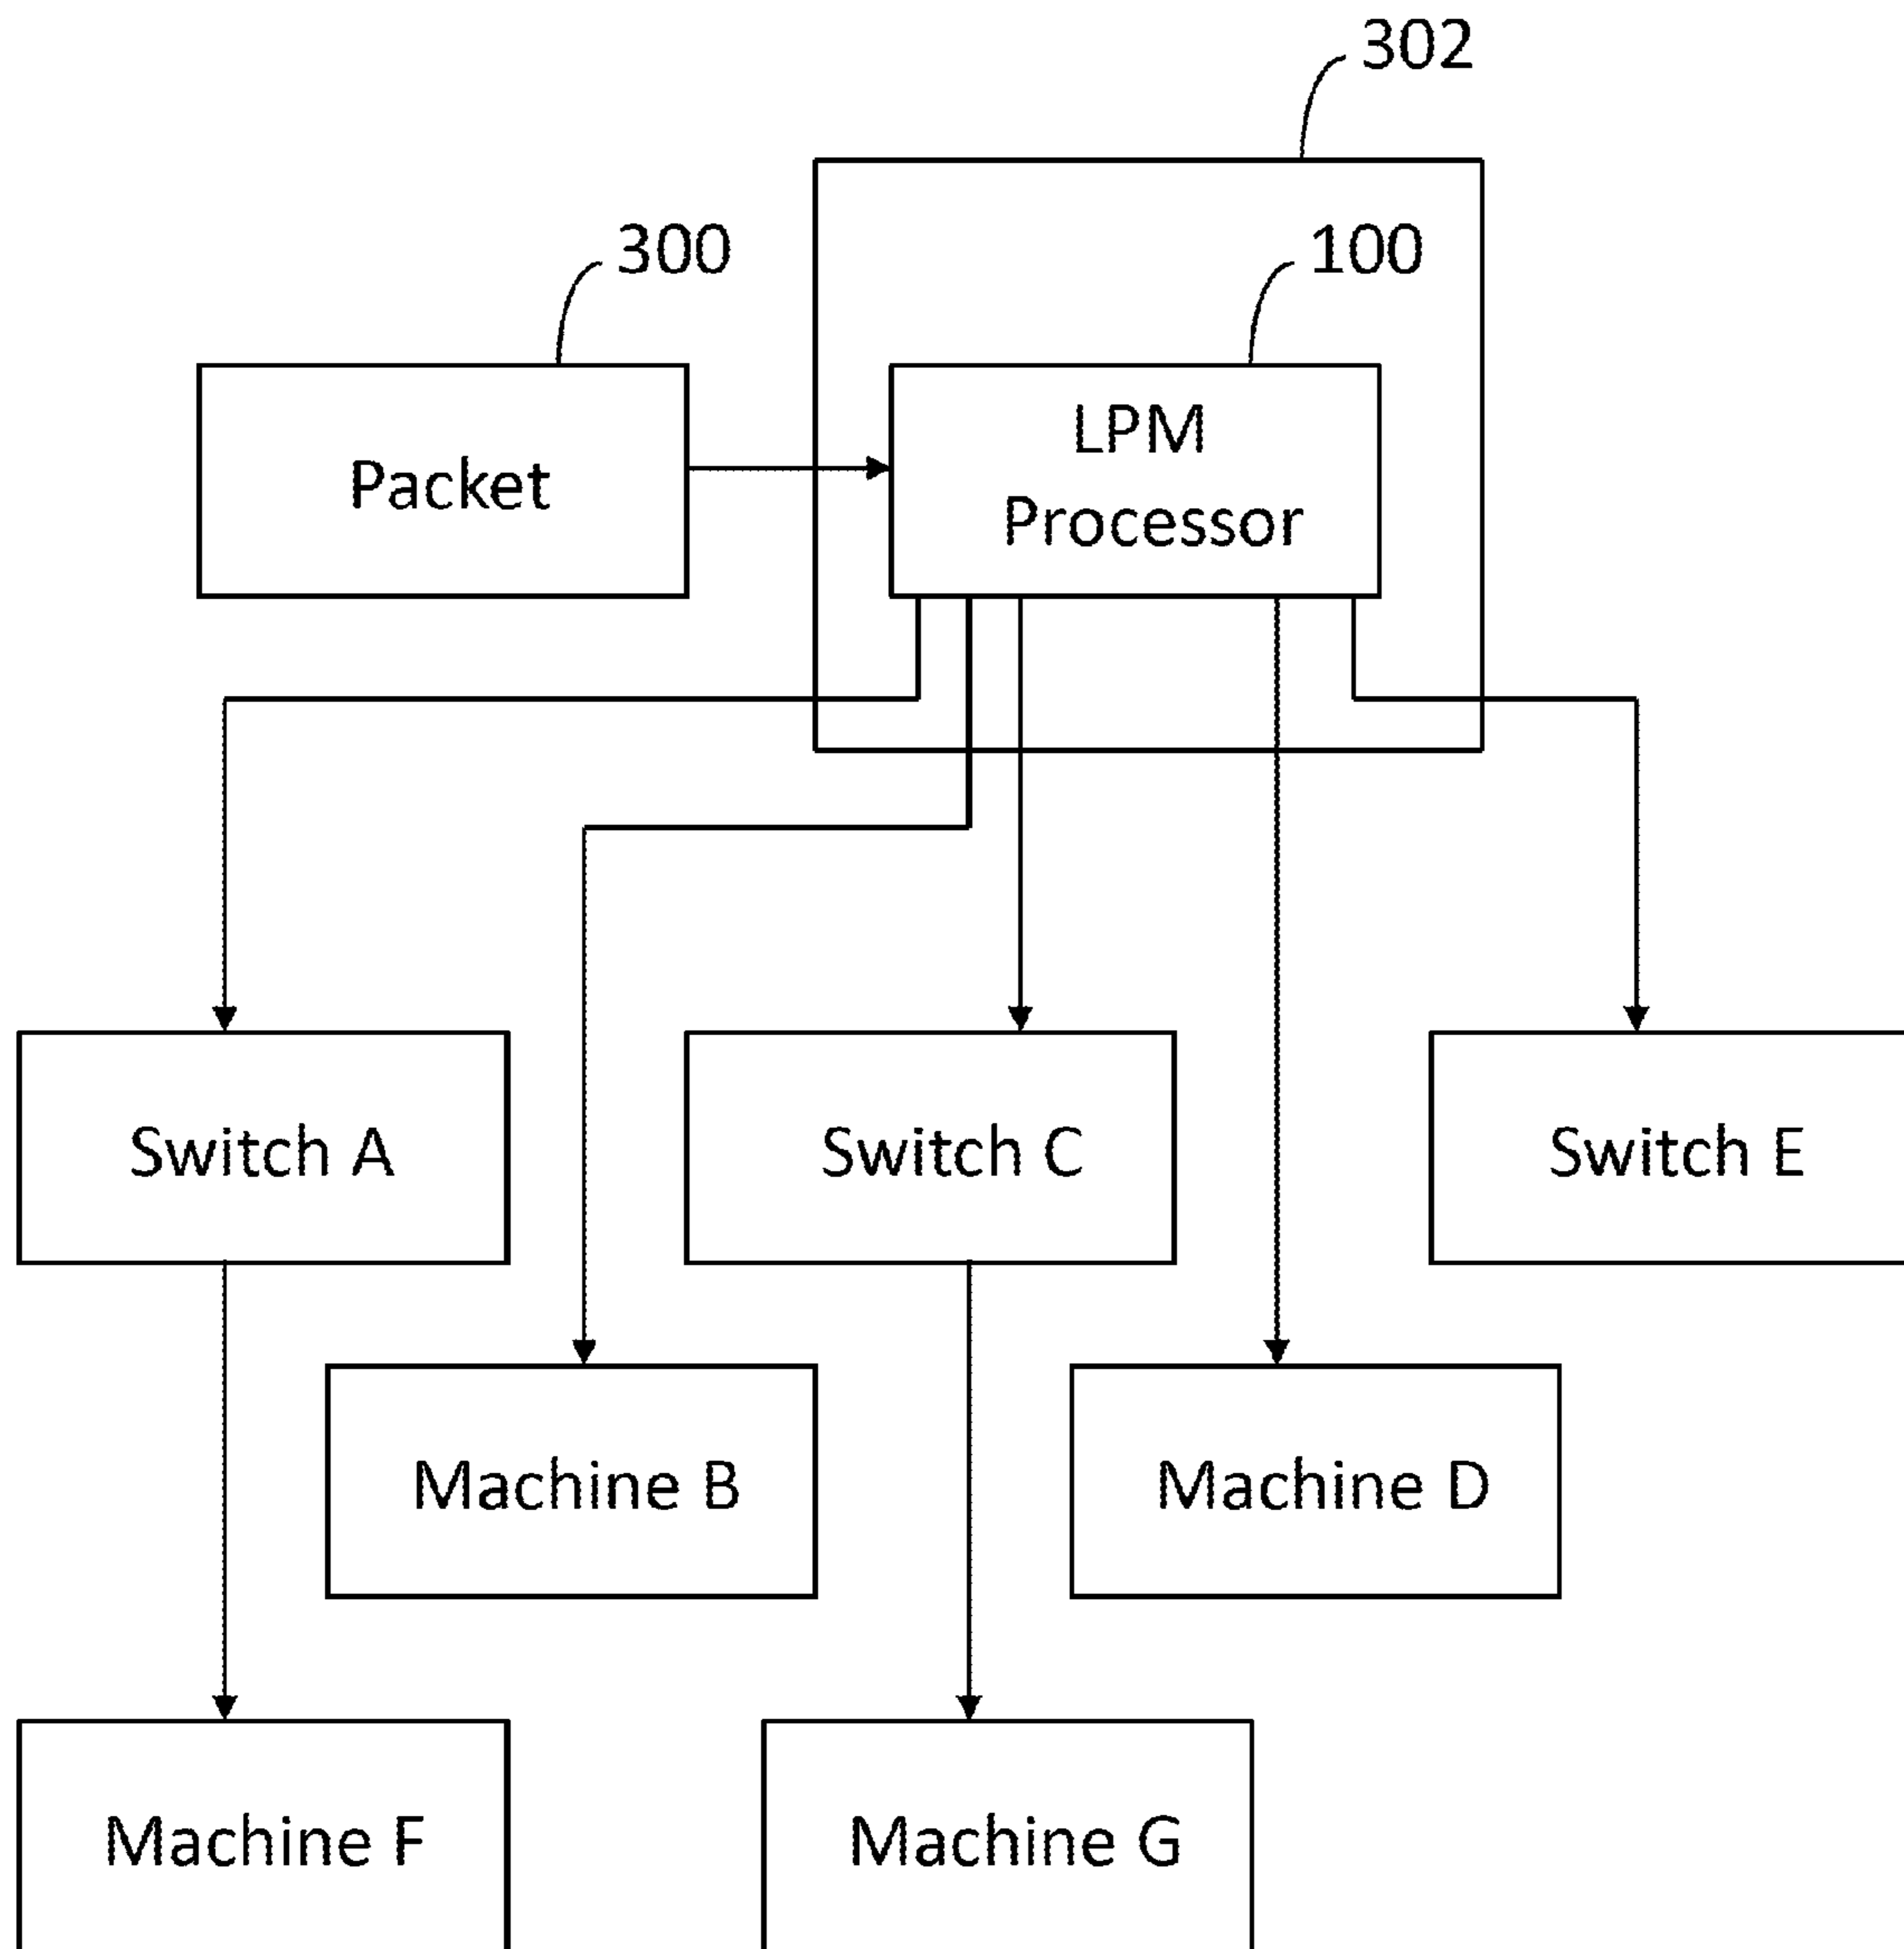 302
300
100
Packet
LPM
Processor
Switch A
Switch C
Switch E
Machine B
Machine D
Machine F
Machine G